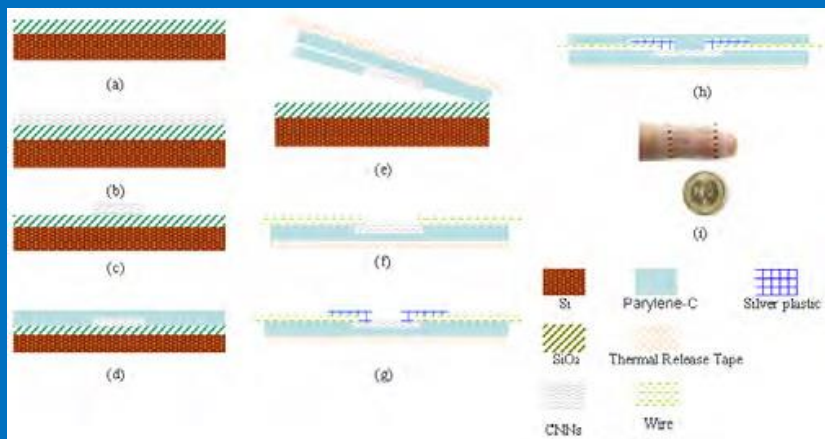 (a)
(b)
(c)
(d)
(e)
(f)
(g)
(h)
(i)
Si
Parylene-C
Silver plastic
SiO₂
Thermal Release Tape
CNNs
Wire